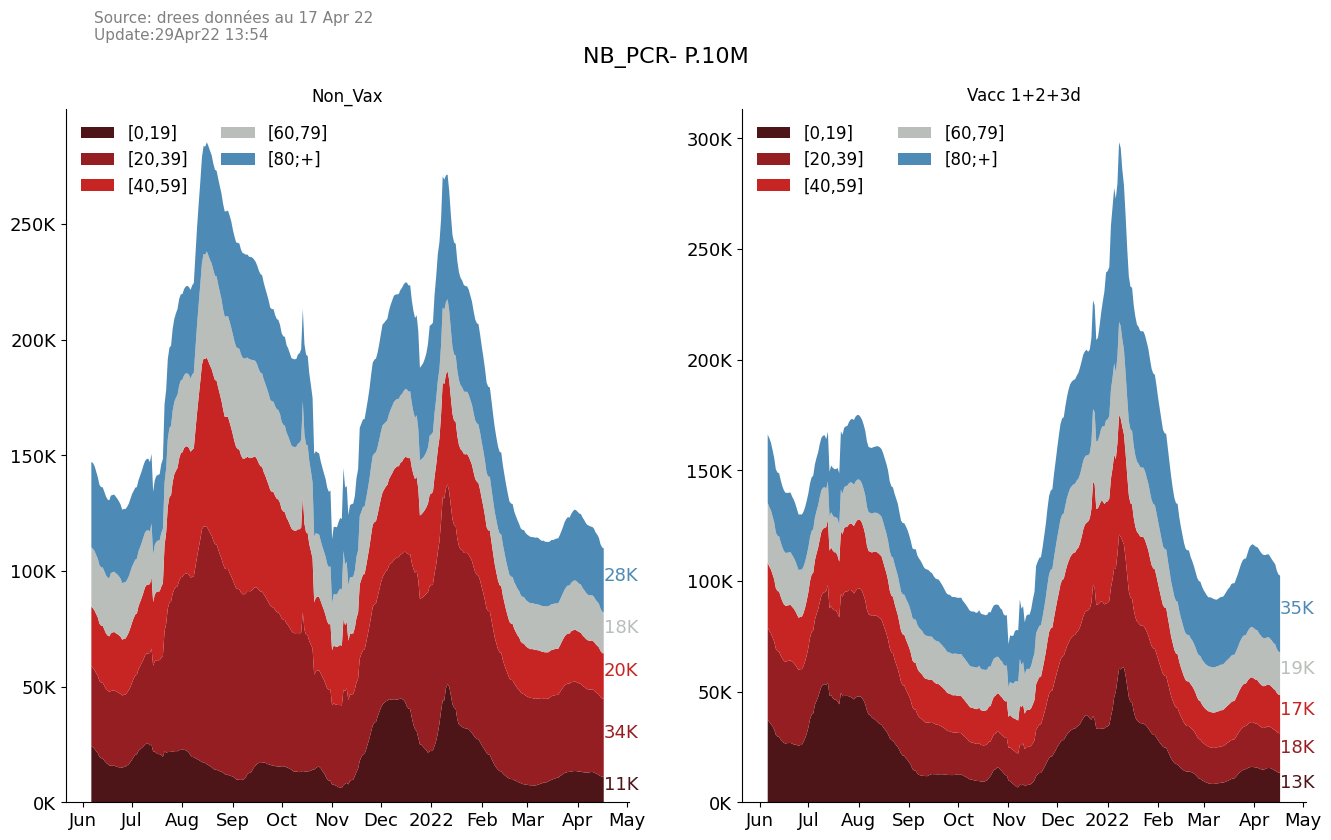 Source: drees données au 17 Apr 22
Update:29Apr22 13:54
NB_PCR- P.10M
Non_Vax
[0,19]
[20,39]
[40,59]
[60,79]
[80;+]
250K
200K
150K
100K
50K
0K
28K
18K
20K
34K
11K
Jun Jul Aug Sep Oct Nov Dec 2022 Feb Mar Apr May
Vacc 1+2+3d
[0,19]
[20,39]
[40,59]
[60,79]
[80;+]
300K
250K
200K
150K
100K
50K
0K
35K
19K
17K
18K
13K
Jun Jul Aug Sep Oct Nov Dec 2022 Feb Mar Apr May